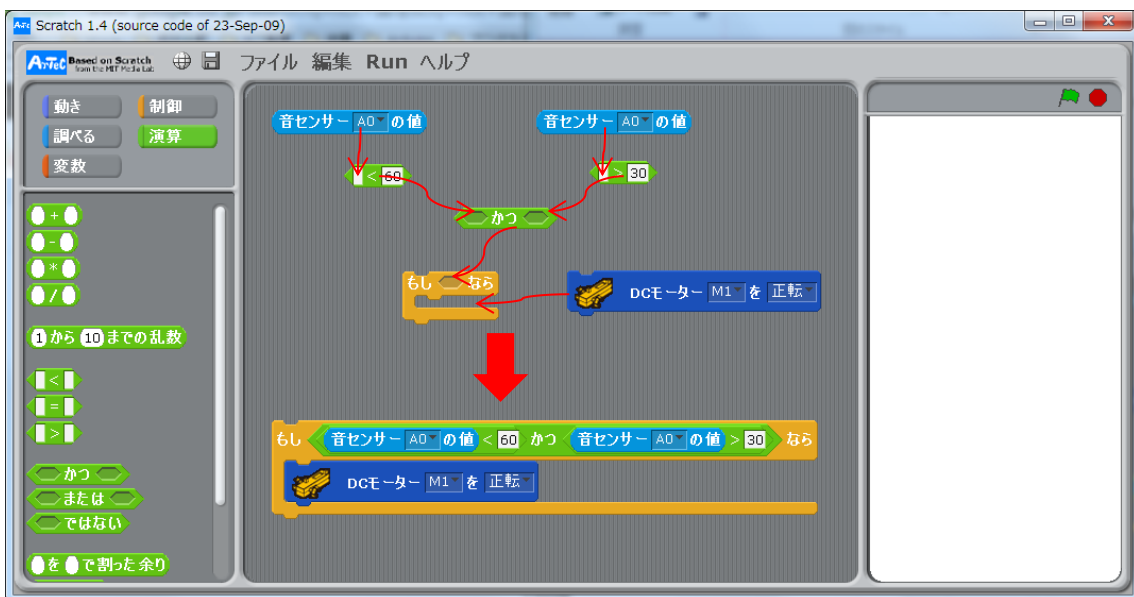 Scratch 1.4 (source code of 23-Sep-09)
ArTeC Based on Scratch from the MIT Media Lab ファイル 編集 Run ヘルプ
動き 制御
調べる 演算
変数
+
-
*
/
1 から 10 までの乱数
<
=
>
かつ
または
ではない
を で割った余り
音センサー A0 の値 音センサー A0 の値
< 60 > 30
かつ
もし なら
DCモーター M1 を 正転
もし 音センサー A0 の値 < 60 かつ 音センサー A0 の値 > 30 なら
DCモーター M1 を 正転